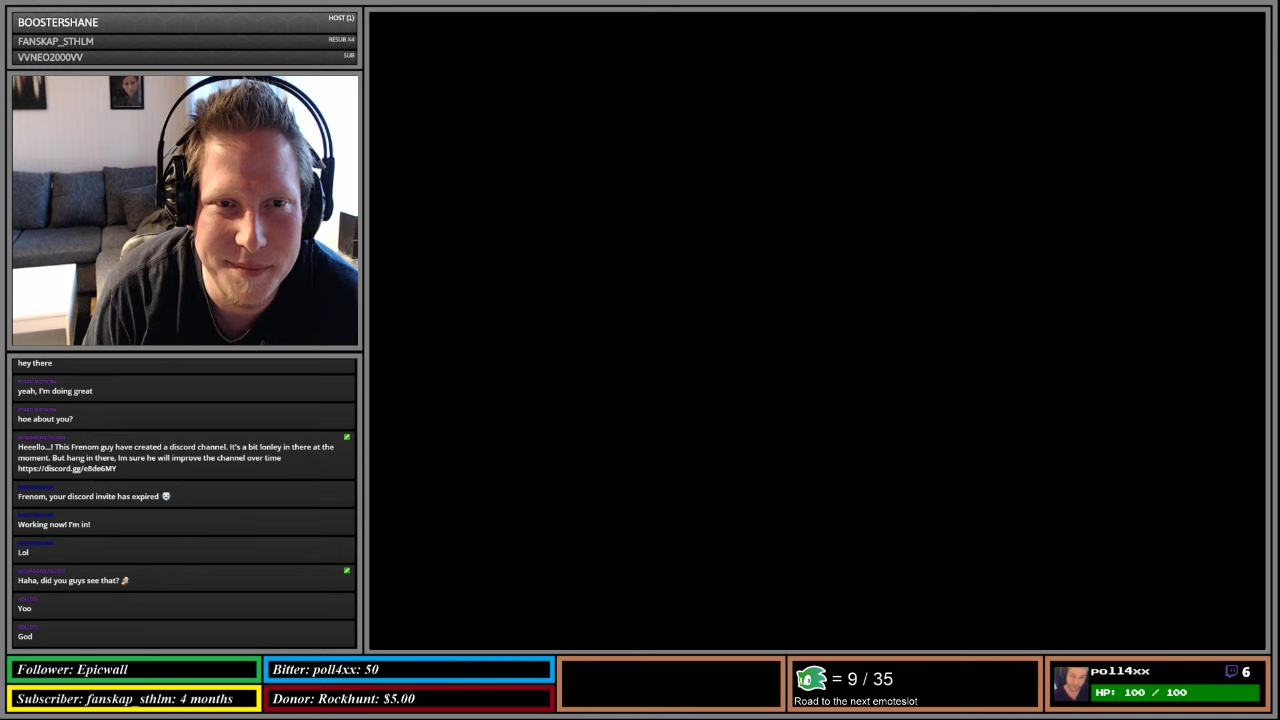 BOOSTERSHANE
HOST (1)
FANSKAP_STHLM
RESUB X4
VVNEO2000VV
SUB
hey there
yeah, I'm doing great
hoe about you?
Heeello...! This Frenom guy have created a discord channel. It's a bit lonley in there at the
moment. But hang in there, Im sure he will improve the channel over time
https://discord.gg/e8de6MY
Frenom, your discord invite has expired
Working now! I'm in!
Lol
Haha, did you guys see that?
Yoo
God
Follower: Epicwall
Bitter: poll4xx: 50
Subscriber: fanskap_sthlm: 4 months
Donor: Rockhunt: $5.00
= 9 / 35
Road to the next emoteslot
poll4xx
6
HP: 100 / 100